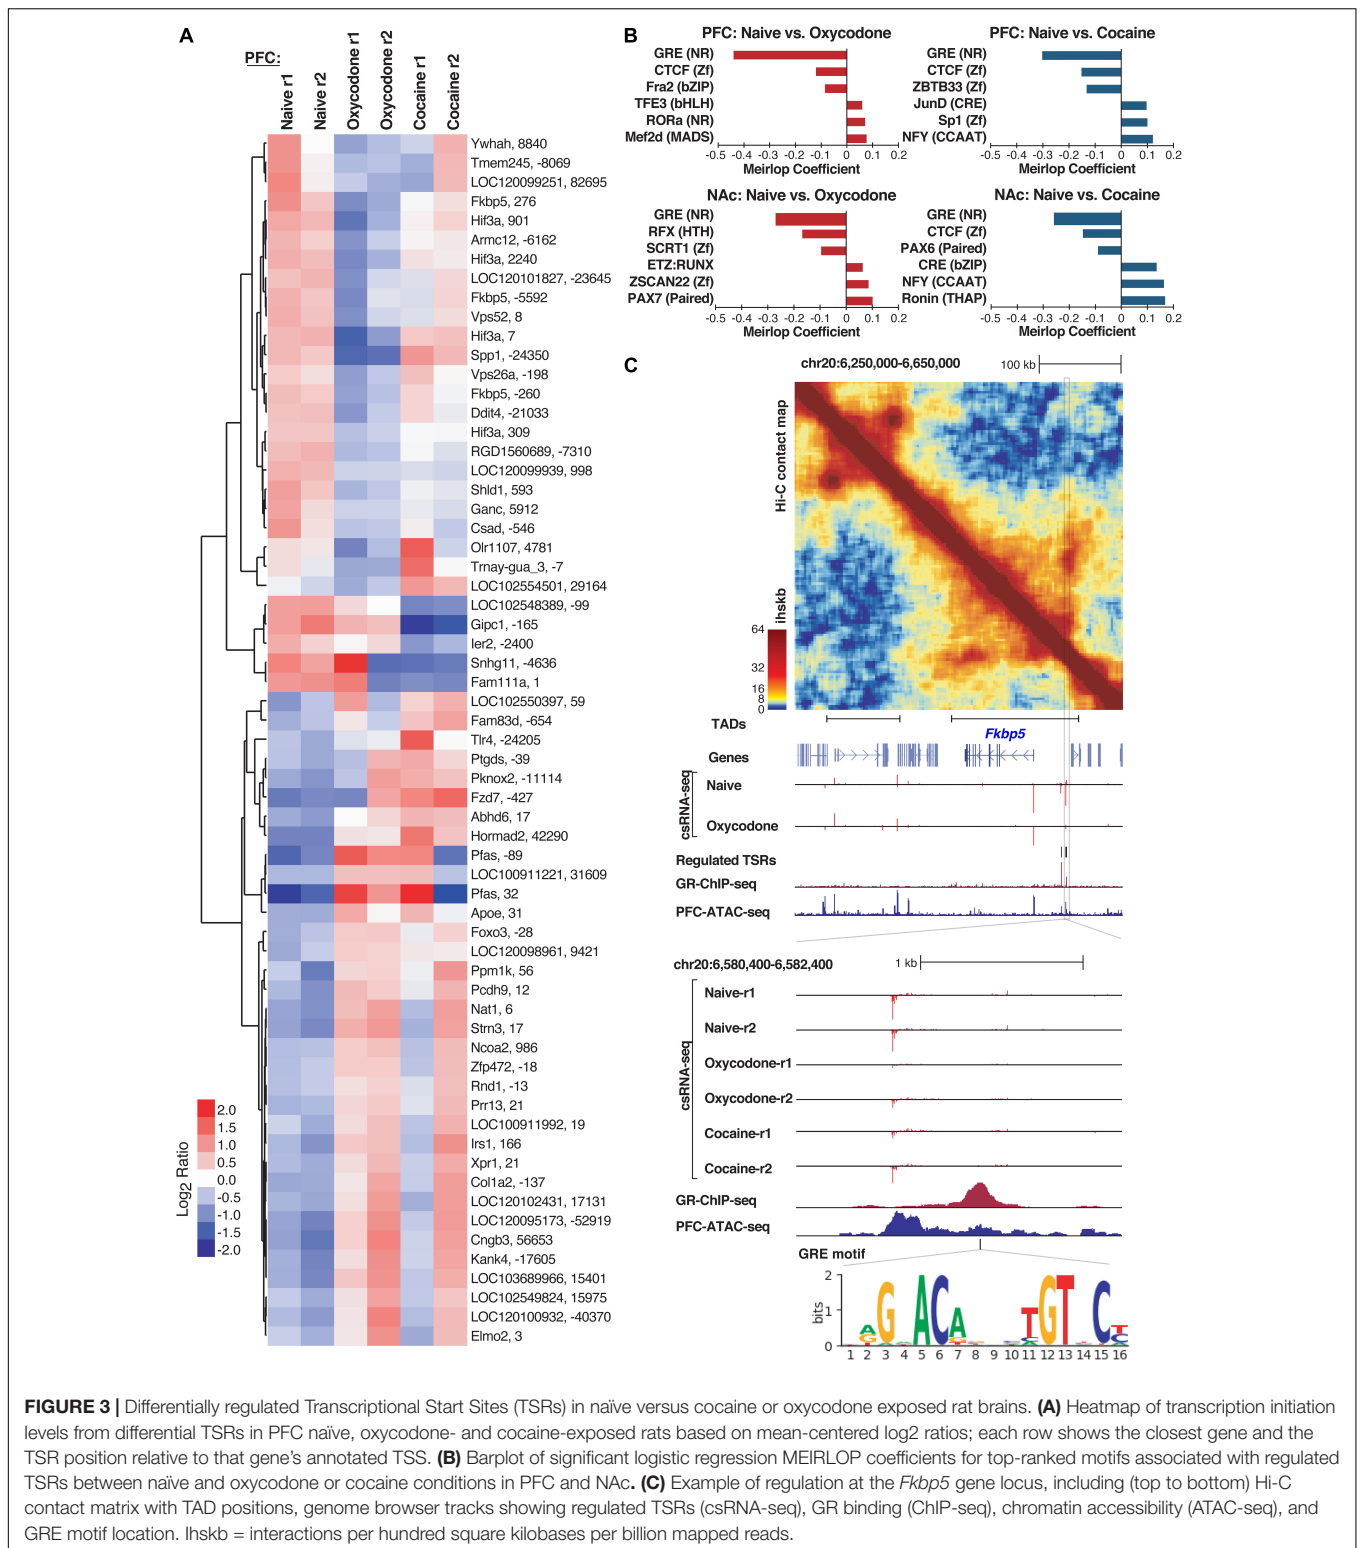 A
PFC:
Naive r1
Naive r2
Oxycodone r1
Oxycodone r2
Cocaine r1
Cocaine r2
Ywhah, 8840
Tmem245, -8069
LOC120099251, 82695
Fkbp5, 276
Hif3a, 901
Armc12, -6162
Hif3a, 2240
LOC120101827, -23645
Fkbp5, -5592
Vps52, 8
Hif3a, 7
Spp1, -24350
Vps26a, -198
Fkbp5, -260
Ddit4, -21033
Hif3a, 309
RGD1560689, -7310
LOC120099939, 998
Shld1, 593
Ganc, 5912
Csad, -546
Olr1107, 4781
Trnay-gua_3, -7
LOC102554501, 29164
LOC102548389, -99
Gipc1, -165
Ier2, -2400
Snhg11, -4636
Fam111a, 1
LOC102550397, 59
Fam83d, -654
Tlr4, -24205
Ptgds, -39
Pknox2, -11114
Fzd7, -427
Abhd6, 17
Hormad2, 42290
Pfas, -89
LOC100911221, 31609
Pfas, 32
Apoe, 31
Foxo3, -28
LOC120098961, 9421
Ppm1k, 56
Pcdh9, 12
Nat1, 6
Strn3, 17
Ncoa2, 986
Zfp472, -18
Rnd1, -13
Prr13, 21
LOC100911992, 19
Irs1, 166
Xpr1, 21
Col1a2, -137
LOC120102431, 17131
LOC120095173, -52919
Cngb3, 56653
Kank4, -17605
LOC103689966, 15401
LOC102549824, 15975
LOC120100932, -40370
Elmo2, 3
Log2 Ratio
2.0
1.5
1.0
0.5
0.0
-0.5
-1.0
-1.5
-2.0
B
PFC: Naive vs. Oxycodone
GRE (NR)
CTCF (Zf)
Fra2 (bZIP)
TFE3 (bHLH)
RORa (NR)
Mef2d (MADS)
-0.5 -0.4 -0.3 -0.2 -0.1 0 0.1 0.2
Meirlop Coefficient
PFC: Naive vs. Cocaine
GRE (NR)
CTCF (Zf)
ZBTB33 (Zf)
JunD (CRE)
Sp1 (Zf)
NFY (CCAAT)
-0.5 -0.4 -0.3 -0.2 -0.1 0 0.1 0.2
Meirlop Coefficient
NAc: Naive vs. Oxycodone
GRE (NR)
RFX (HTH)
SCRT1 (Zf)
ETZ:RUNX
ZSCAN22 (Zf)
PAX7 (Paired)
-0.5 -0.4 -0.3 -0.2 -0.1 0 0.1 0.2
Meirlop Coefficient
NAc: Naive vs. Cocaine
GRE (NR)
CTCF (Zf)
PAX6 (Paired)
CRE (bZIP)
NFY (CCAAT)
Ronin (THAP)
-0.5 -0.4 -0.3 -0.2 -0.1 0 0.1 0.2
Meirlop Coefficient
C
chr20:6,250,000-6,650,000
100 kb
Hi-C contact map
ihskb
64
32
16
8
0
TADs
Fkbp5
Genes
csRNA-seq
Naive
Oxycodone
Regulated TSRs
GR-ChIP-seq
PFC-ATAC-seq
chr20:6,580,400-6,582,400
1 kb
csRNA-seq
Naive-r1
Naive-r2
Oxycodone-r1
Oxycodone-r2
Cocaine-r1
Cocaine-r2
GR-ChIP-seq
PFC-ATAC-seq
GRE motif
bits
2
1
0
1 2 3 4 5 6 7 8 9 10 11 12 13 14 15 16
FIGURE 3 | Differentially regulated Transcriptional Start Sites (TSRs) in naïve versus cocaine or oxycodone exposed rat brains. (A) Heatmap of transcription initiation
levels from differential TSRs in PFC naïve, oxycodone- and cocaine-exposed rats based on mean-centered log2 ratios; each row shows the closest gene and the
TSR position relative to that gene's annotated TSS. (B) Barplot of significant logistic regression MEIRLOP coefficients for top-ranked motifs associated with regulated
TSRs between naïve and oxycodone or cocaine conditions in PFC and NAc. (C) Example of regulation at the Fkbp5 gene locus, including (top to bottom) Hi-C
contact matrix with TAD positions, genome browser tracks showing regulated TSRs (csRNA-seq), GR binding (ChIP-seq), chromatin accessibility (ATAC-seq), and
GRE motif location. Ihskb = interactions per hundred square kilobases per billion mapped reads.